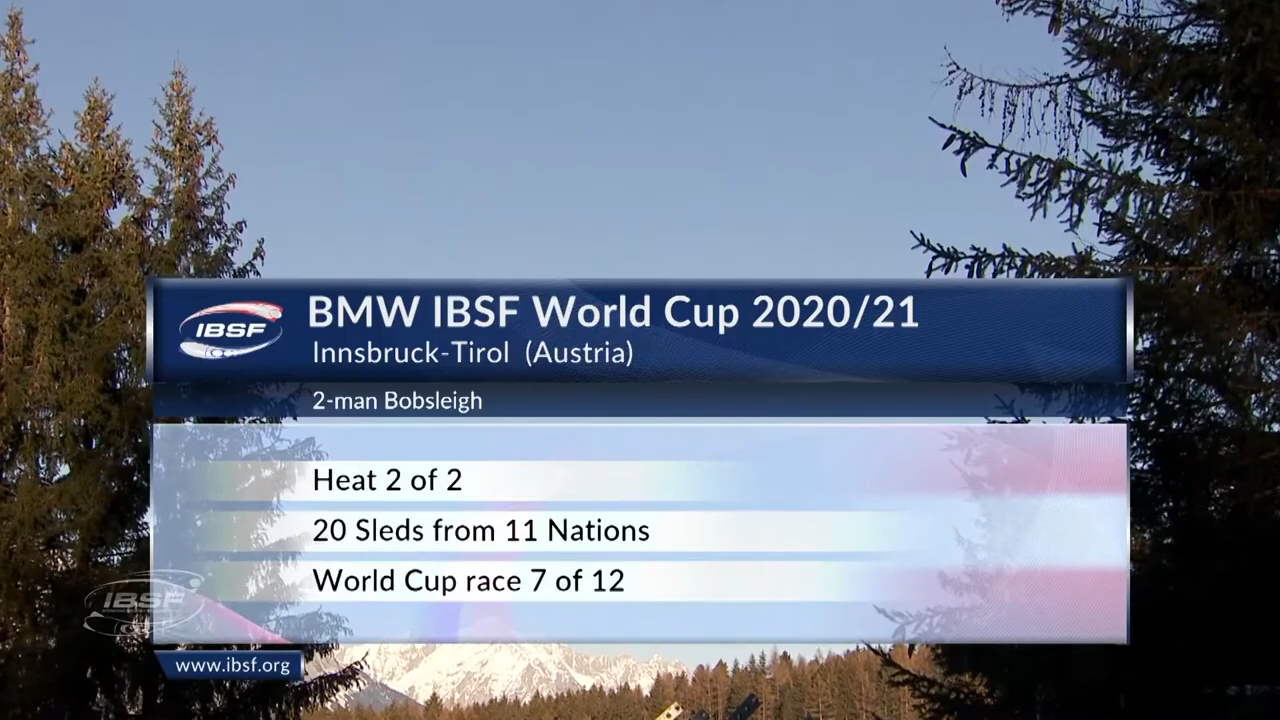 IBSF
BMW IBSF World Cup 2020/21
Innsbruck-Tirol (Austria)
2-man Bobsleigh
Heat 2 of 2
20 Sleds from 11 Nations
World Cup race 7 of 12
IBSF
www.ibsf.org